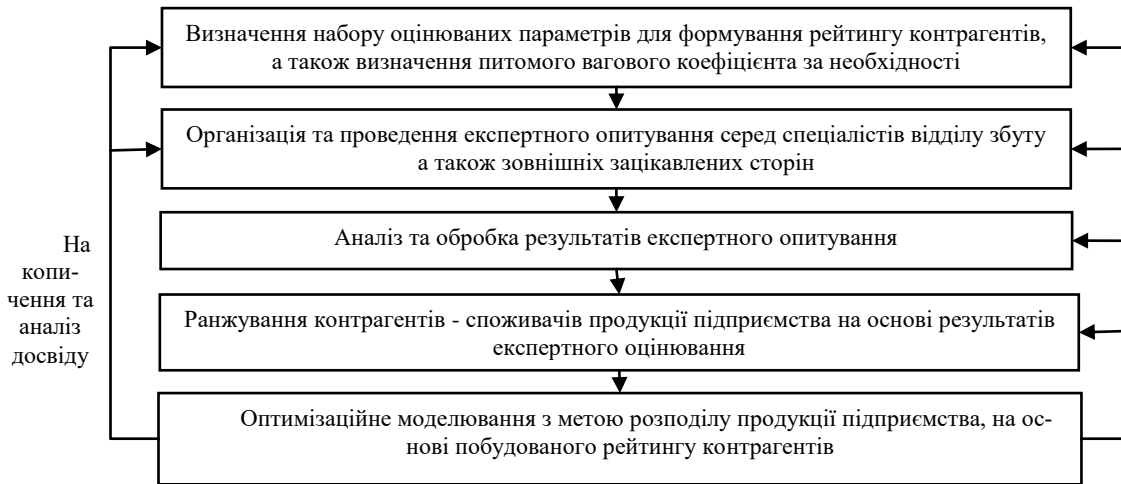 Визначення набору оцінюваних параметрів для формування рейтингу контрагентів,
а також визначення питомого вагового коефіцієнта за необхідності
Організація та проведення експертного опитування серед спеціалістів відділу збуту
а також зовнішніх зацікавлених сторін
Аналіз та обробка результатів експертного опитування
Ранжування контрагентів - споживачів продукції підприємства на основі результатів
експертного оцінювання
Оптимізаційне моделювання з метою розподілу продукції підприємства, на ос-
нові побудованого рейтингу контрагентів
На
копи-
чення та
аналіз
досвіду